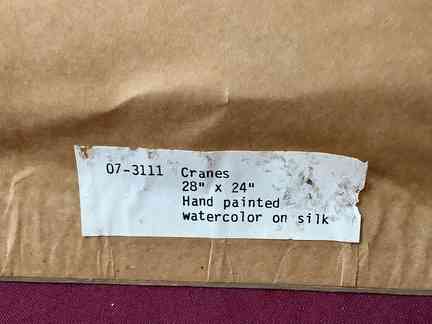 07-3111 Cranes
28" x 24"
Hand painted
watercolor on silk